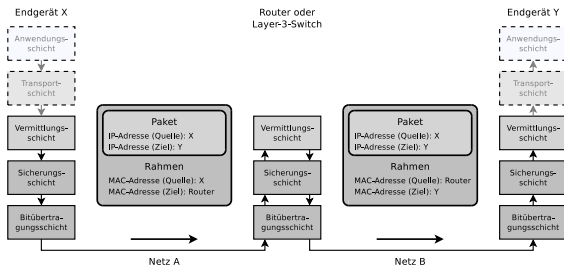 Endgerät X
Router oder
Layer-3-Switch
Endgerät Y
Anwendungs-
schicht
Transport-
schicht
Vermittlungs-
schicht
Sicherungs-
schicht
Bitübertra-
gungsschicht
Paket
IP-Adresse (Quelle): X
IP-Adresse (Ziel): Y
Rahmen
MAC-Adresse (Quelle): X
MAC-Adresse (Ziel): Router
Vermittlungs-
schicht
Sicherungs-
schicht
Bitübertra-
gungsschicht
Paket
IP-Adresse (Quelle): X
IP-Adresse (Ziel): Y
Rahmen
MAC-Adresse (Quelle): Router
MAC-Adresse (Ziel): Y
Anwendungs-
schicht
Transport-
schicht
Vermittlungs-
schicht
Sicherungs-
schicht
Bitübertra-
gungsschicht
Netz A
Netz B